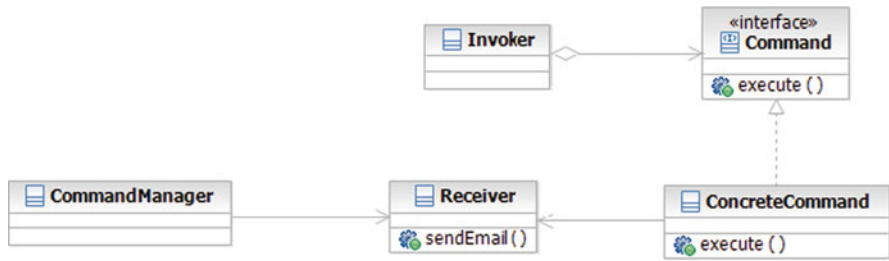 Invoker
«interface»
Command
execute ( )
CommandManager
Receiver
sendEmail ( )
ConcreteCommand
execute ( )